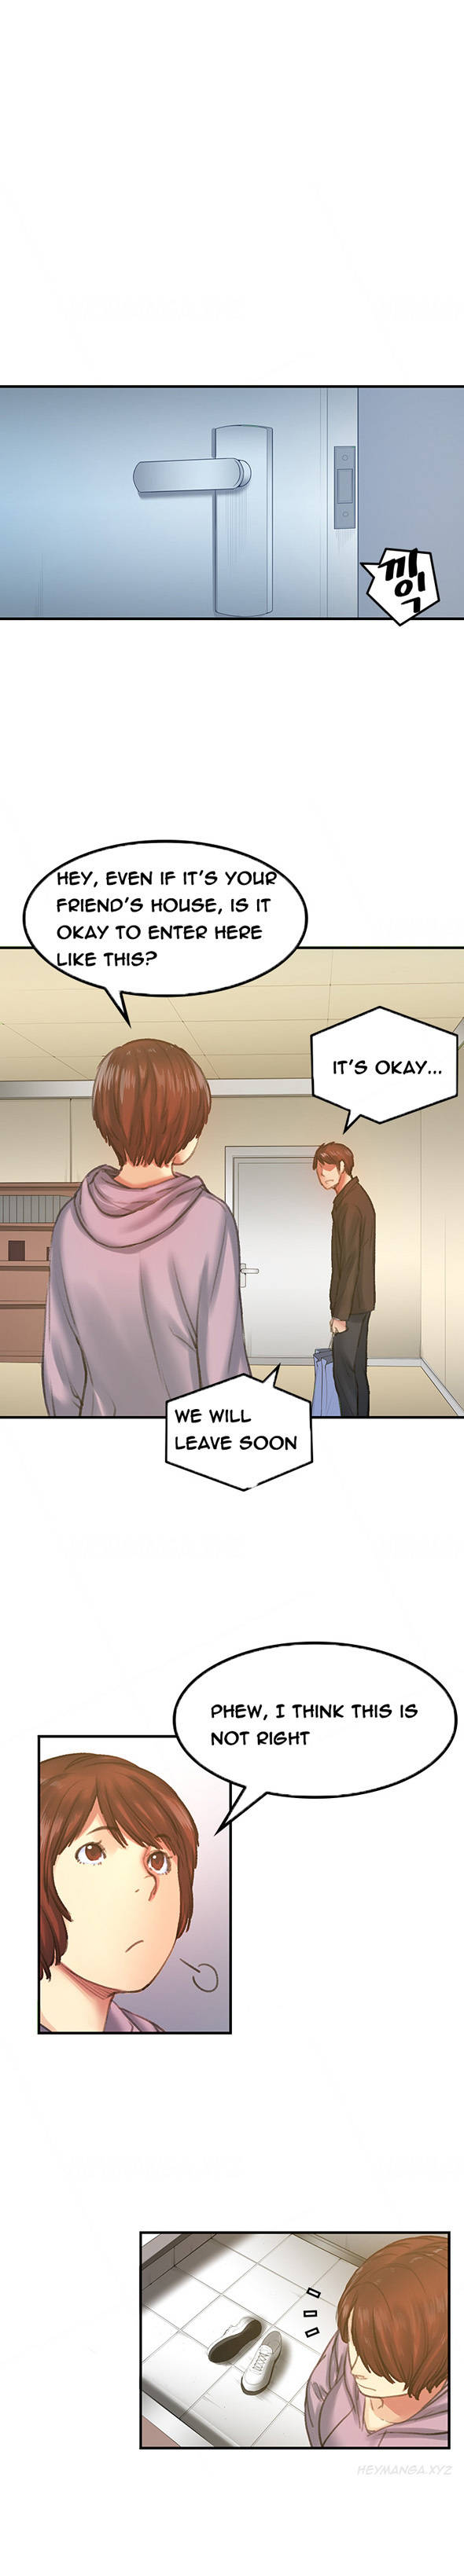 끼익
HEY, EVEN IF IT'S YOUR
FRIEND'S HOUSE, IS IT
OKAY TO ENTER HERE
LIKE THIS?
IT'S OKAY...
WE WILL
LEAVE SOON
PHEW, I THINK THIS IS
NOT RIGHT
HEYMANGA.XYZ